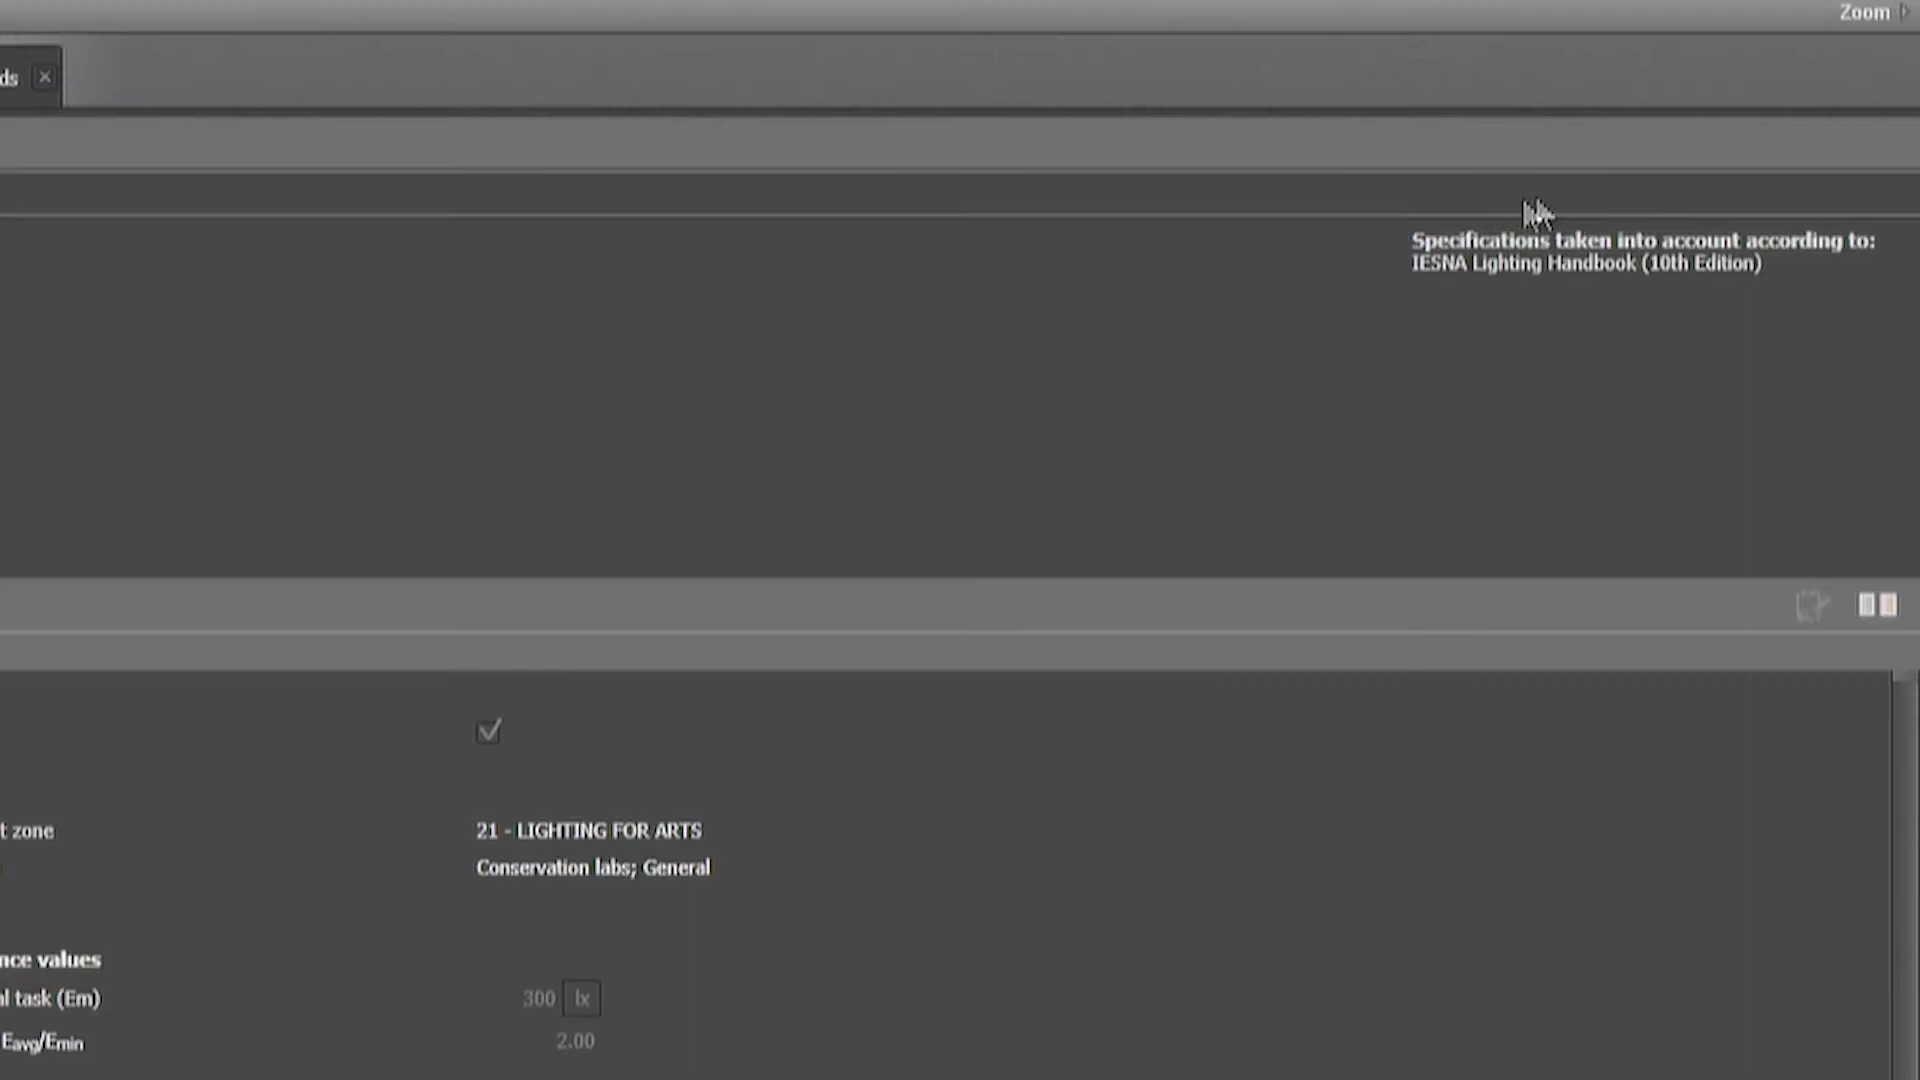 Zoom
ds
Specifications taken into account according to:
IESNA Lighting Handbook (10th Edition)
t zone
21 - LIGHTING FOR ARTS
Conservation labs; General
nce values
l task (Em)
300 lx
Eavg/Emin
2.00